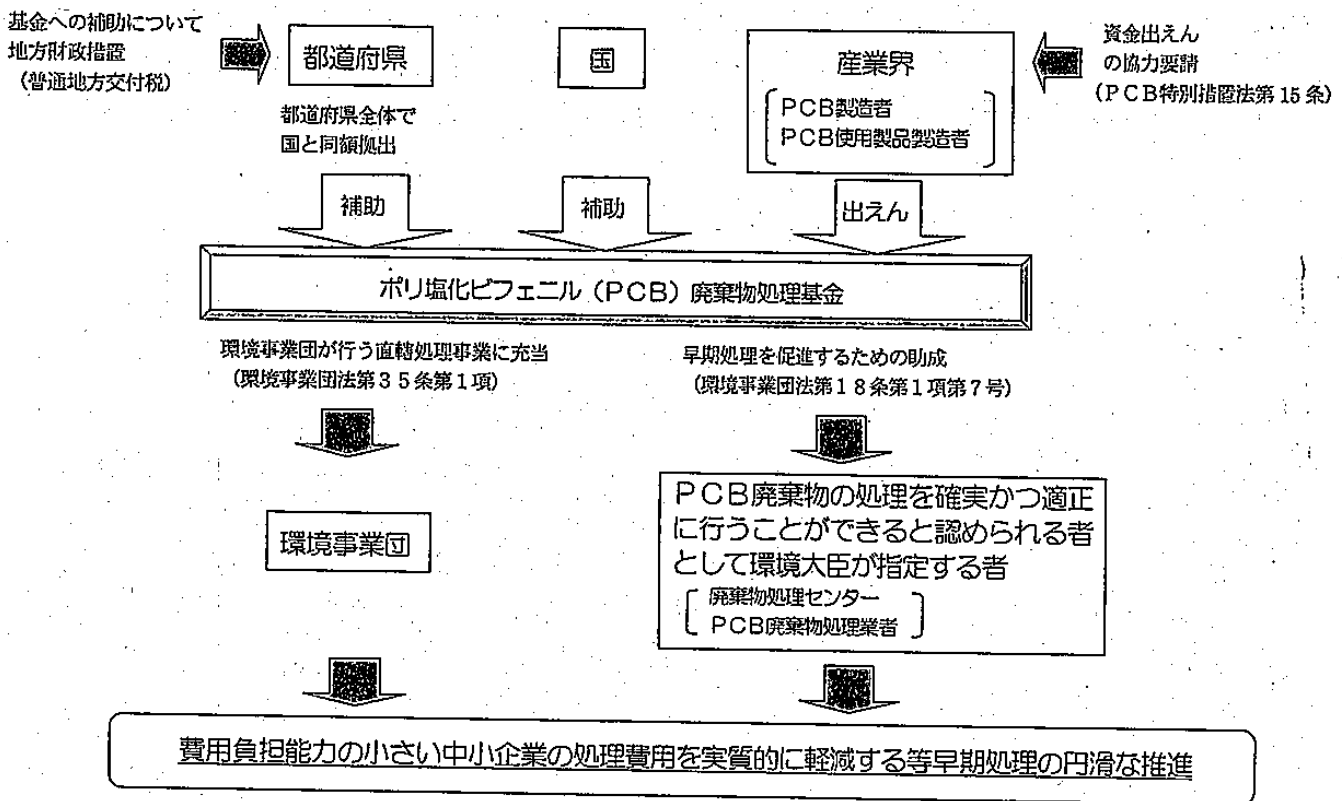 基金への補助について
地方財政措置
(普通地方交付税)
都道府県
都道府県全体で
国と同額拠出
国
産業界
PCB製造者
PCB使用製品製造者
資金出えん
の協力要請
(PCB特別措置法第15条)
補助
補助
出えん
ポリ塩化ビフェニル(PCB)廃棄物処理基金
環境事業団が行う直轄処理事業に充当
(環境事業団法第35条第1項)
早期処理を促進するための助成
(環境事業団法第18条第1項第7号)
環境事業団
PCB廃棄物の処理を確実かつ適正
に行うことができると認められる者
として環境大臣が指定する者
廃棄物処理センター
PCB廃棄物処理業者
費用負担能力の小さい中小企業の処理費用を実質的に軽減する等早期処理の円滑な推進